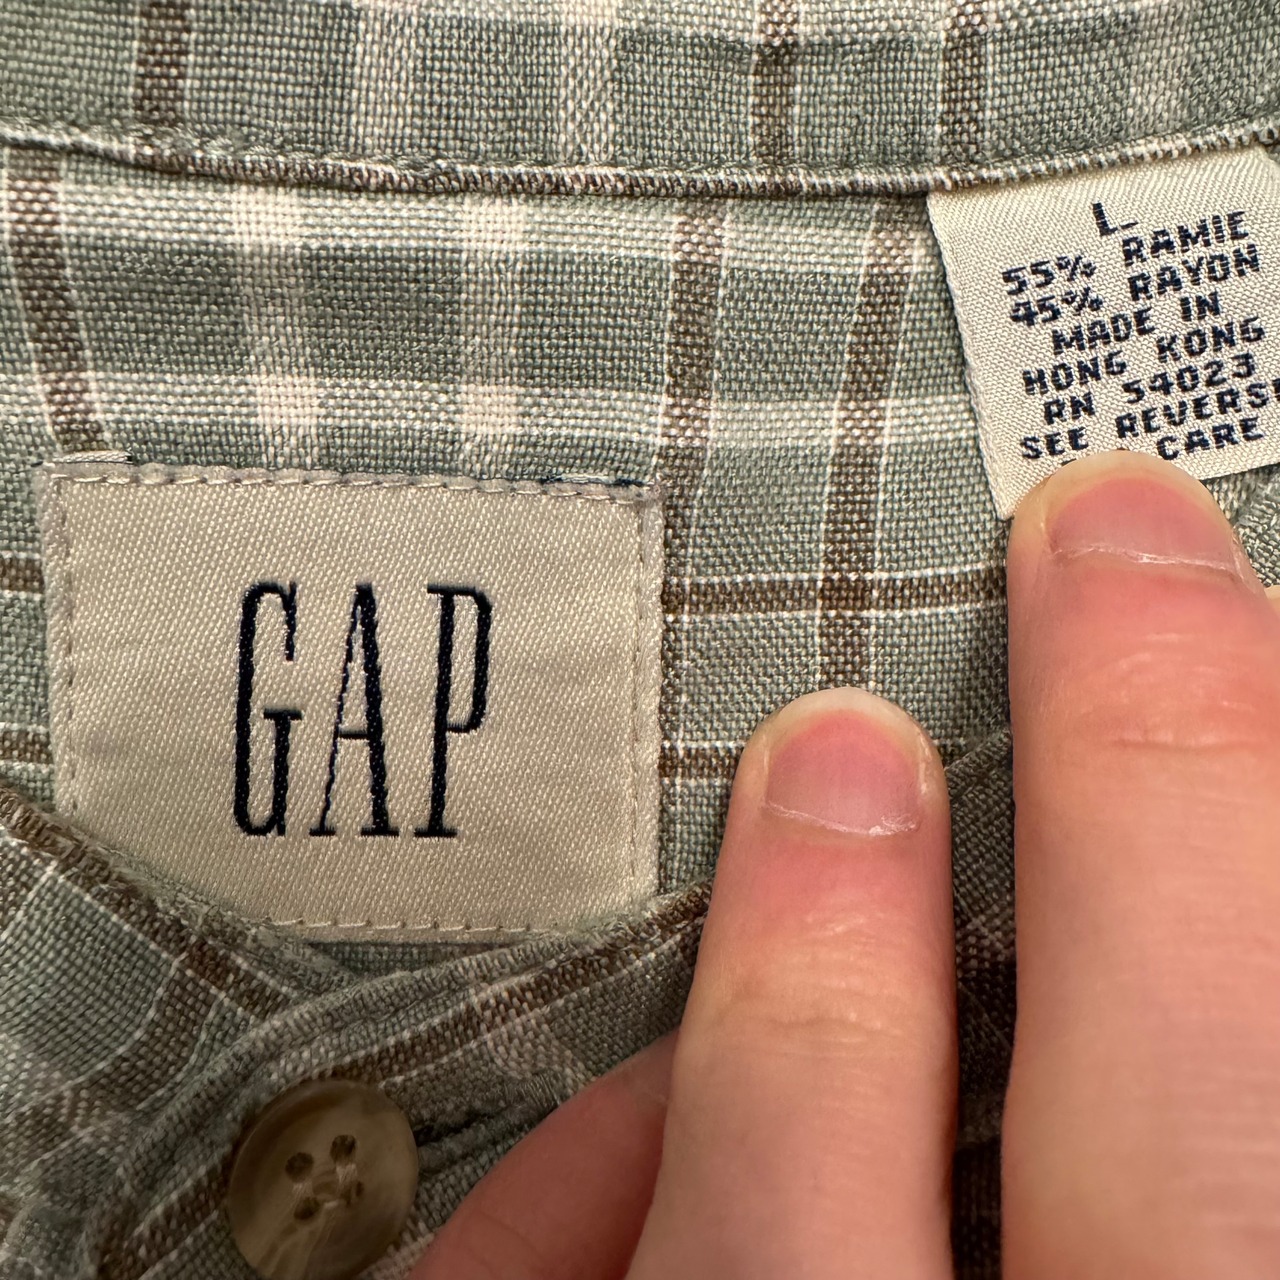 GAP
L
55% RAMIE
45% RAYON
MADE IN
HONG KONG
RN 54023
SEE REVERSE
CARE